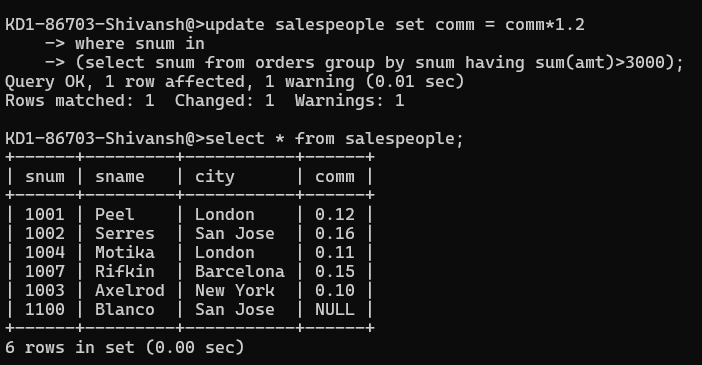 KD1-86703-Shivansh@>update salespeople set comm = comm*1.2
    -> where snum in
    -> (select snum from orders group by snum having sum(amt)>3000);
Query OK, 1 row affected, 1 warning (0.01 sec)
Rows matched: 1  Changed: 1  Warnings: 1

KD1-86703-Shivansh@>select * from salespeople;
+------+---------+-----------+------+
| snum | sname   | city      | comm |
+------+---------+-----------+------+
| 1001 | Peel    | London    | 0.12 |
| 1002 | Serres  | San Jose  | 0.16 |
| 1004 | Motika  | London    | 0.11 |
| 1007 | Rifkin  | Barcelona | 0.15 |
| 1003 | Axelrod | New York  | 0.10 |
| 1100 | Blanco  | San Jose  | NULL |
+------+---------+-----------+------+
6 rows in set (0.00 sec)